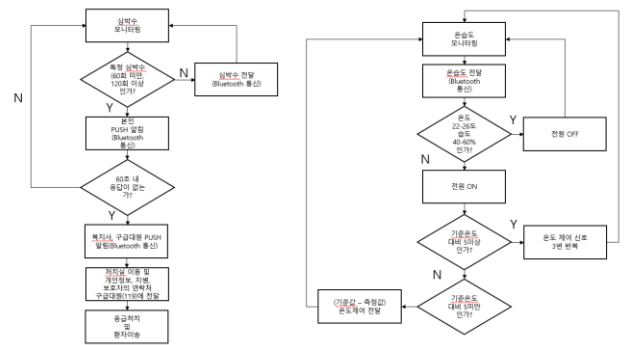 심박수
모니터링
특정 심박수
(60회 미만,
120회 이상
인가?
N
심박수 전달
(Bluetooth 통신)
N
Y
본인
PUSH 알림
(Bluetooth
통신)
60초 내
응답이 없는
가?
Y
복지사, 구급대원 PUSH
알림(Bluetooth 통신)
처치실 이동 및
개인정보, 지병,
보호자의 연락처
구급대원(119)에 전달
응급처치
및
환자이송
온습도
모니터링
온습도 전달
(Bluetooth
통신)
온도
22-26도
습도
40-60%
인가?
Y
전원 OFF
N
전원 ON
기준온도
대비 5이상
인가?
Y
온도 제어 신호
3번 반복
N
기준온도
대비 5미만
인가?
(기준값 – 측정값)
온도제어 전달